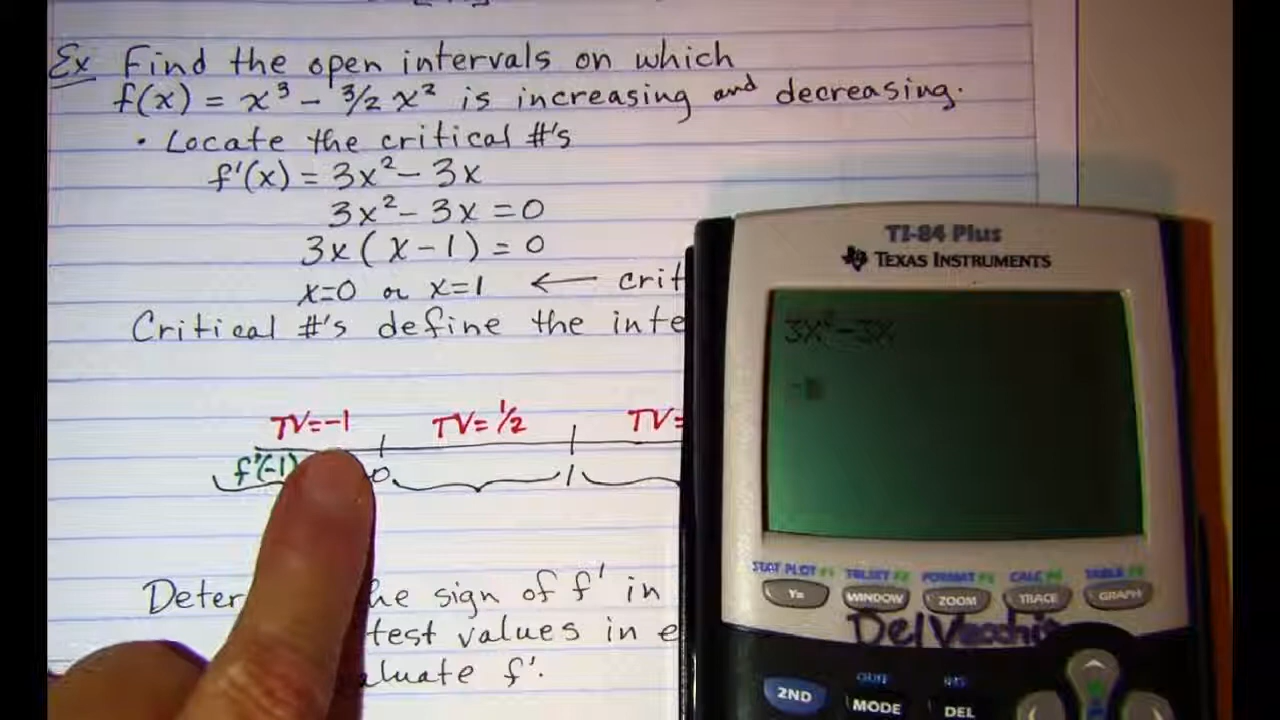 Ex Find the open intervals on which
f(x) = x³ - 3/2 x² is increasing and decreasing.
• Locate the critical #'s
f'(x) = 3x² - 3x
3x² - 3x = 0
3x(x-1) = 0
x=0 or x=1 ← crit
Critical #'s define the inte
TV=-1 TV=1/2 TV=
f'(-1) 0 1
Deter he sign of f' in
test values in e
aluate f'.
TI-84 Plus
TEXAS INSTRUMENTS
3X²-3X
STAT PLOT F1 TBLSET F2 FORMAT F3 CALC F4 TABLE F5
Y= WINDOW ZOOM TRACE GRAPH
Del Vecchio
QUIT INS
2ND MODE DEL